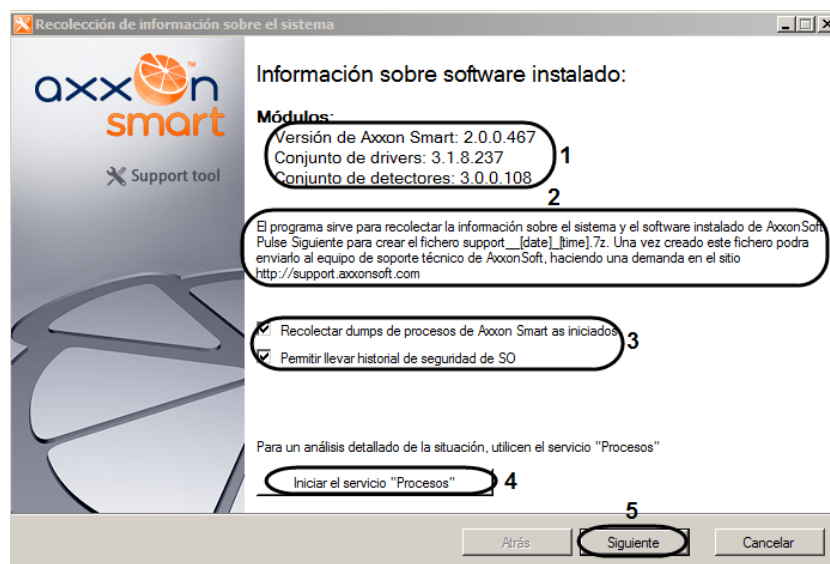 Recolección de información sobre el sistema
axxon™
smart
Support tool
Información sobre software instalado:
Módulos:
Versión de Axxon Smart: 2.0.0.467
Conjunto de drivers: 3.1.8.237
Conjunto de detectores: 3.0.0.108
1
2
El programa sirve para recolectar la información sobre el sistema y el software instalado de AxxonSoft
Pulse Siguiente para crear el fichero support__[date]_[time].7z. Una vez creado este fichero podra
enviarlo al equipo de soporte técnico de AxxonSoft, haciendo una demanda en el sitio
http://support.axxonsoft.com
Recolectar dumps de procesos de Axxon Smart as iniciados
Permitir llevar historial de seguridad de SO
3
Para un análisis detallado de la situación, utilicen el servicio "Procesos"
Iniciar el servicio "Procesos"
4
5
Atrás
Siguiente
Cancelar